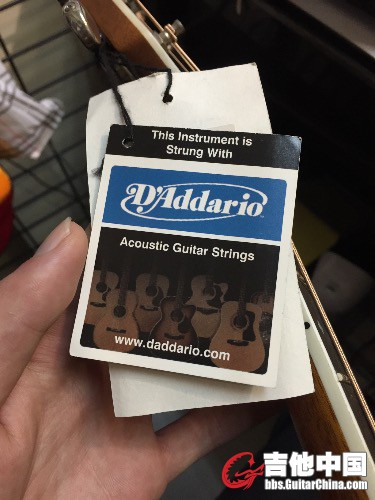 This Instrument is
Strung With
D'Addario
Acoustic Guitar Strings
www.daddario.com
吉他中国
bbs.GuitarChina.com